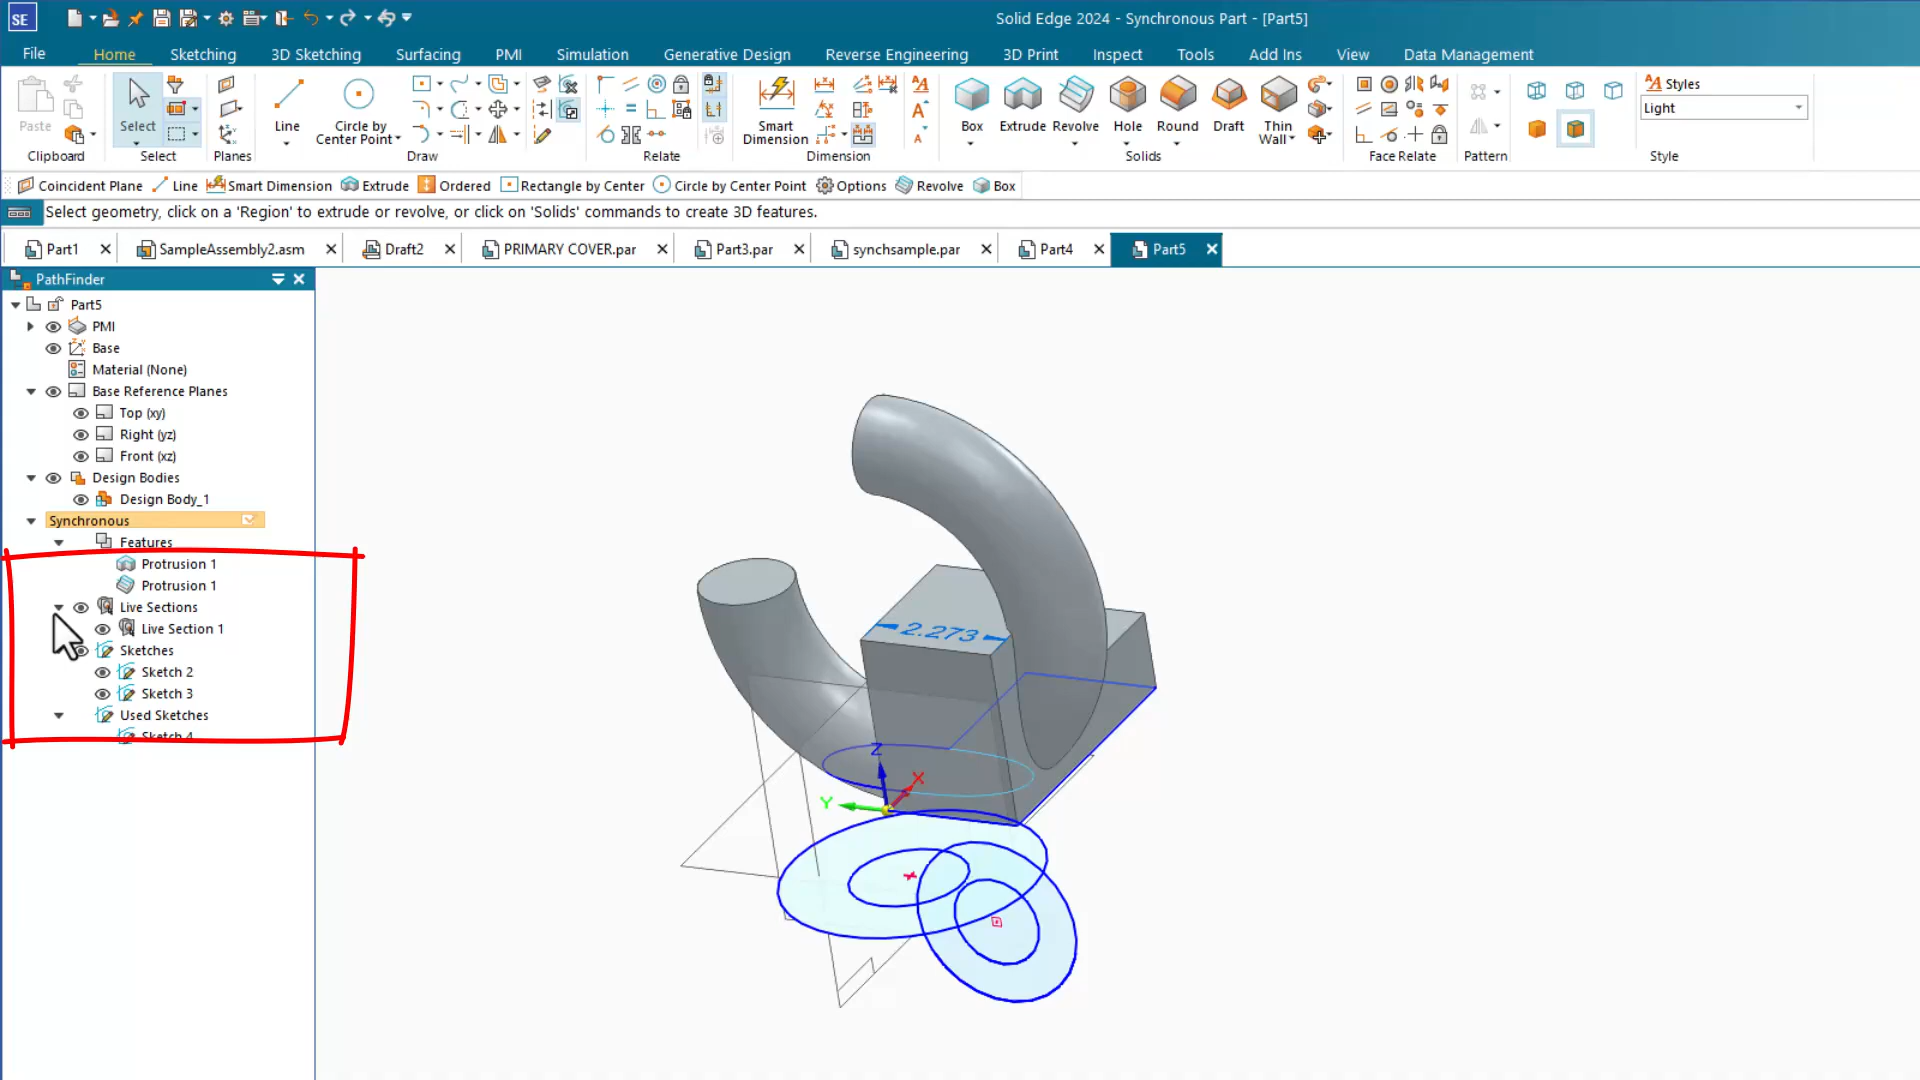 SE
Solid Edge 2024 - Synchronous Part - [Part5]
File Home Sketching 3D Sketching Surfacing PMI Simulation Generative Design Reverse Engineering 3D Print Inspect Tools Add Ins View Data Management
Paste
Clipboard
Select
Select
Planes
Line
Circle by
Center Point
Draw
Relate
Smart
Dimension
Dimension
Box
Extrude
Revolve
Hole
Round
Draft
Thin
Wall
Solids
Face Relate
Pattern
Styles
Light
Style
Coincident Plane Line Smart Dimension Extrude Ordered Rectangle by Center Circle by Center Point Options Revolve Box
Select geometry, click on a 'Region' to extrude or revolve, or click on 'Solids' commands to create 3D features.
Part1 SampleAssembly2.asm Draft2 PRIMARY COVER.par Part3.par synchsample.par Part4 Part5
PathFinder
Part5
PMI
Base
Material (None)
Base Reference Planes
Top (xy)
Right (yz)
Front (xz)
Design Bodies
Design Body_1
Synchronous
Features
Protrusion 1
Protrusion 1
Live Sections
Live Section 1
Sketches
Sketch 2
Sketch 3
Used Sketches
Sketch 4
2.273
Z
X
Y